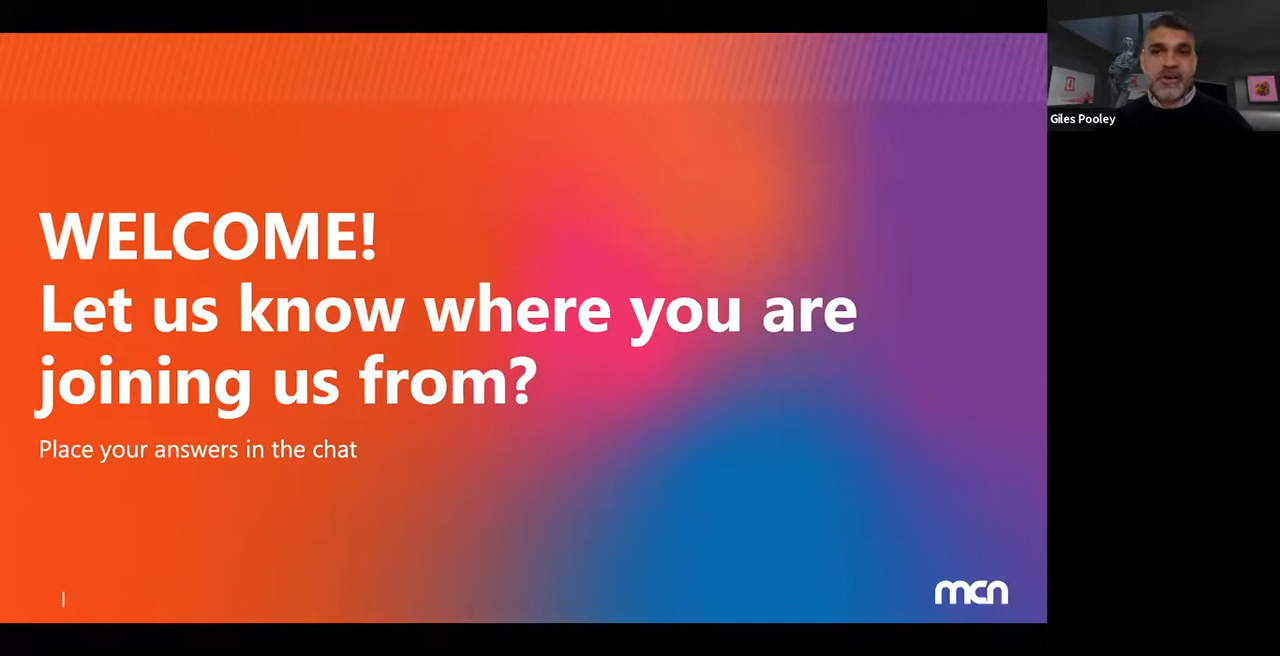 WELCOME!
Let us know where you are
joining us from?
Place your answers in the chat
|
mcn
Giles Pooley